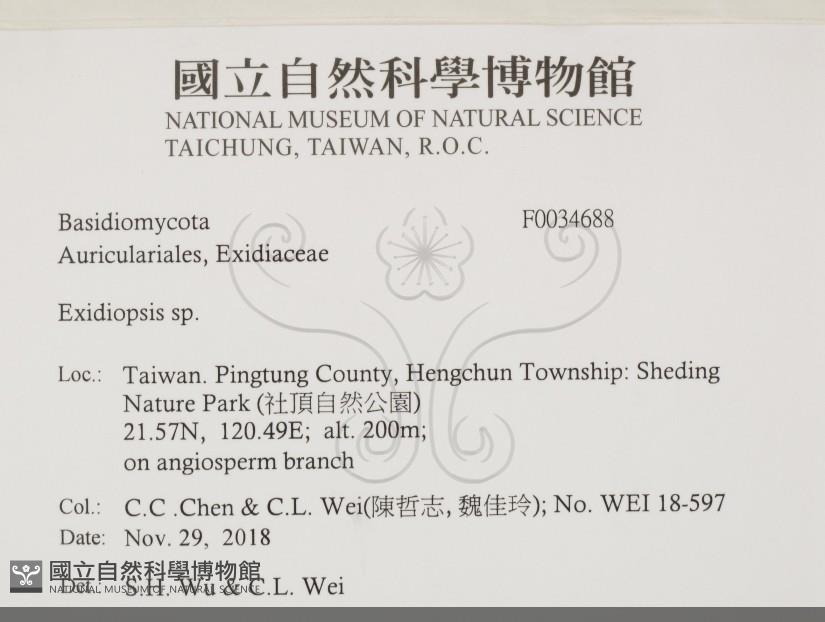 國立自然科學博物館
NATIONAL MUSEUM OF NATURAL SCIENCE
TAICHUNG, TAIWAN, R.O.C.
Basidiomycota F0034688
Auriculariales, Exidiaceae
Exidiopsis sp.
Loc.: Taiwan. Pingtung County, Hengchun Township: Sheding
Nature Park (社頂自然公園)
21.57N, 120.49E; alt. 200m;
on angiosperm branch
Col.: C.C .Chen & C.L. Wei(陳哲志, 魏佳玲); No. WEI 18-597
Date: Nov. 29, 2018
Det.: S.H. Wu & C.L. Wei
國立自然科學博物館
NATIONAL MUSEUM OF NATURAL SCIENCE